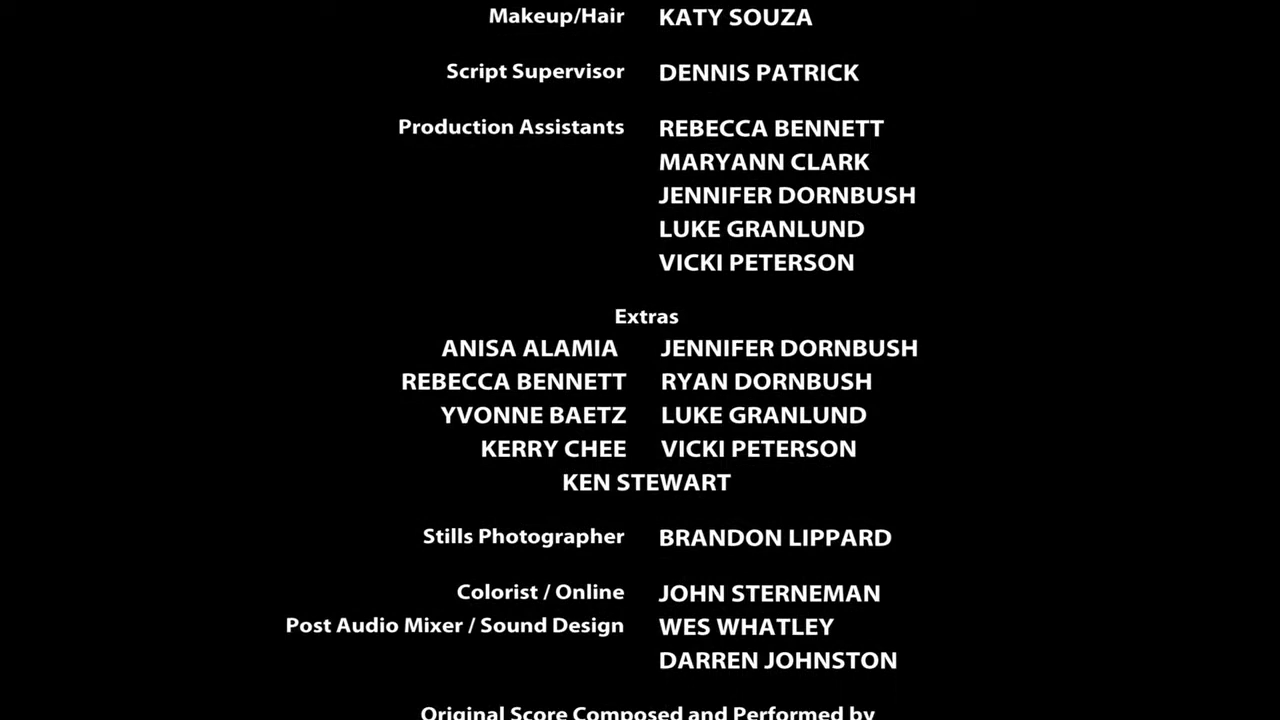 Makeup/Hair KATY SOUZA
Script Supervisor DENNIS PATRICK
Production Assistants REBECCA BENNETT
MARYANN CLARK
JENNIFER DORNBUSH
LUKE GRANLUND
VICKI PETERSON
Extras
ANISA ALAMIA JENNIFER DORNBUSH
REBECCA BENNETT RYAN DORNBUSH
YVONNE BAETZ LUKE GRANLUND
KERRY CHEE VICKI PETERSON
KEN STEWART
Stills Photographer BRANDON LIPPARD
Colorist / Online JOHN STERNEMAN
Post Audio Mixer / Sound Design WES WHATLEY
DARREN JOHNSTON
Original Score Composed and Performed by